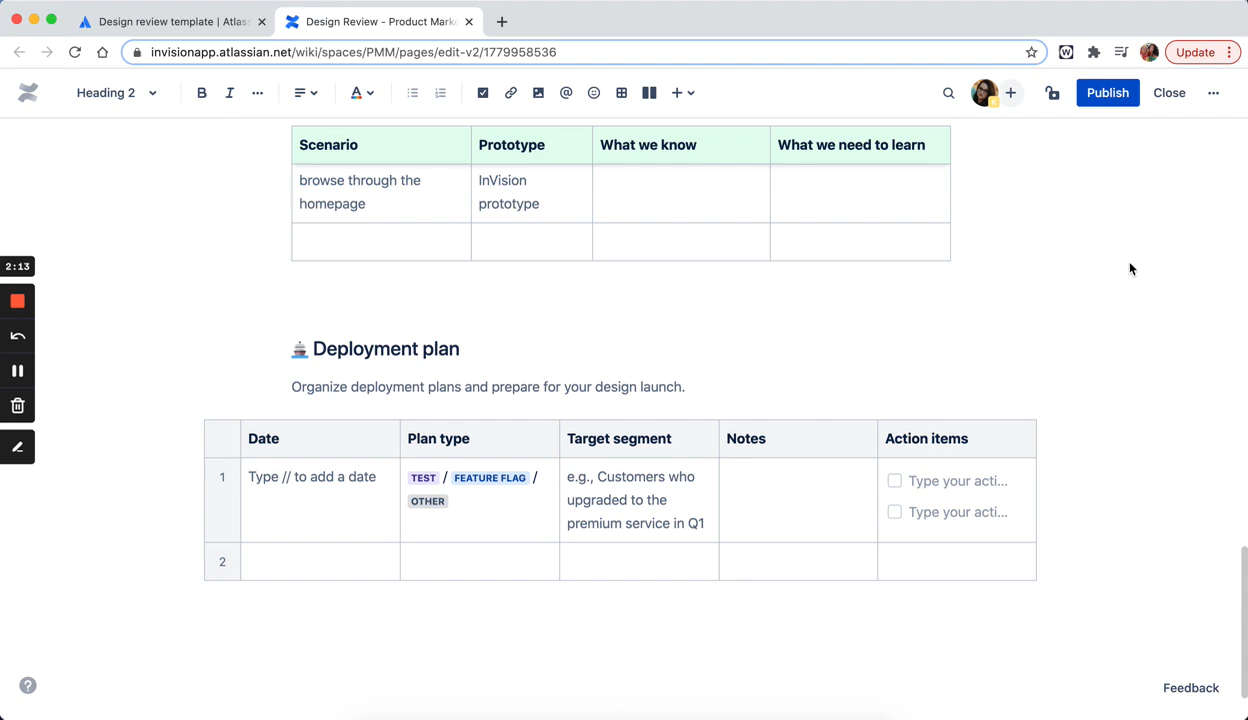 Design review template | Atlass
Design Review - Product Marke
invisionapp.atlassian.net/wiki/spaces/PMM/pages/edit-v2/1779958536
Update
Heading 2
B I A @ Publish Close
Scenario Prototype What we know What we need to learn
browse through the InVision
homepage prototype
2:13
Deployment plan
Organize deployment plans and prepare for your design launch.
Date Plan type Target segment Notes Action items
1 Type // to add a date TEST / FEATURE FLAG / e.g., Customers who Type your acti...
OTHER upgraded to the Type your acti...
premium service in Q1
2
Feedback